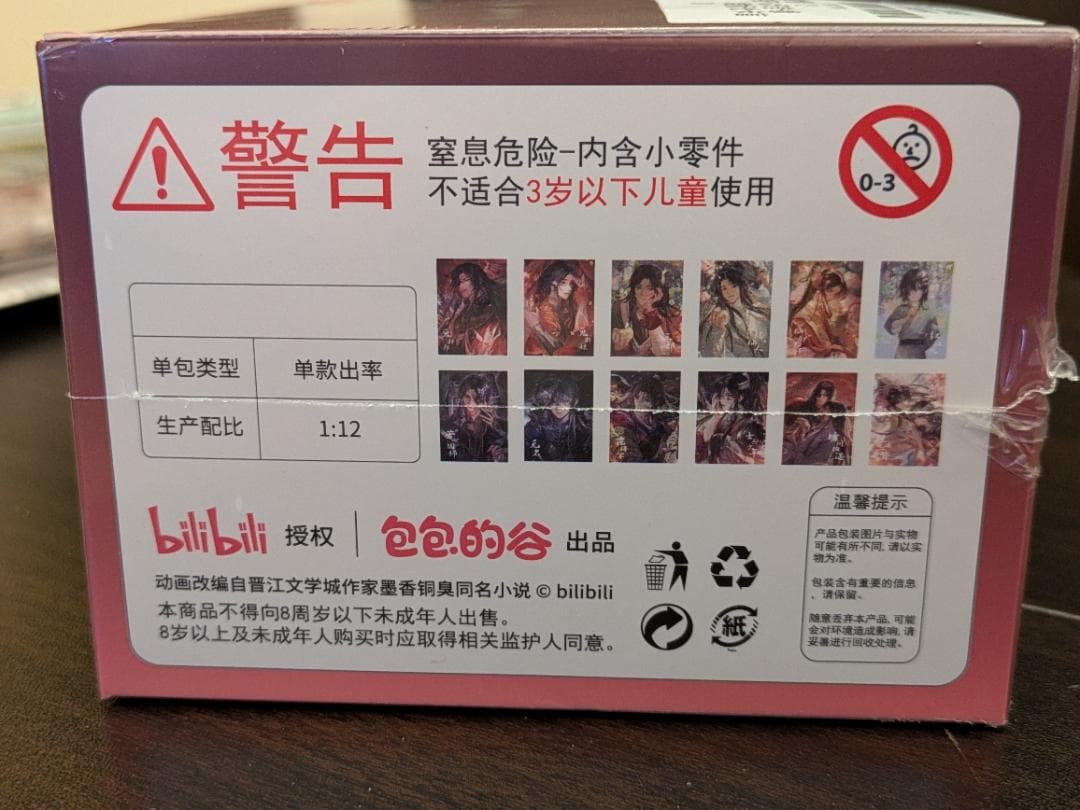 警告
窒息危险-内含小零件
不适合3岁以下儿童使用
0-3
单包类型 单款出率
生产配比 1:12
bilibili 授权 | 包包的谷 出品
动画改编自晋江文学城作家墨香铜臭同名小说 © bilibili
本商品不得向8周岁以下未成年人出售。
8岁以上及未成年人购买时应取得相关监护人同意。
紙
温馨提示
产品包装图片与实物
可能有所不同,请以实
物为准。
包装含有重要的信息
、请保留。
随意丢弃本产品,可能
会对环境造成影响,请
妥善进行回收处理。